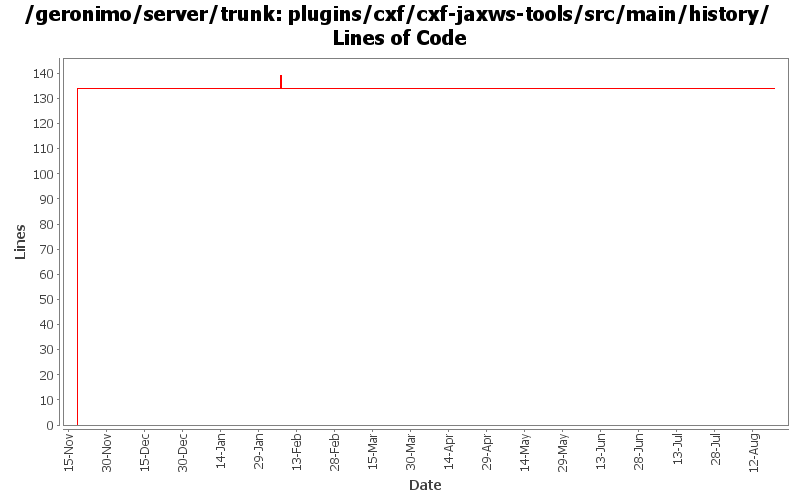 /geronimo/server/trunk: plugins/cxf/cxf-jaxws-tools/src/main/history/
Lines of Code
140
130
120
110
100
90
80
70
60
50
40
30
20
10
0
Lines
15-Nov
30-Nov
15-Dec
30-Dec
14-Jan
29-Jan
13-Feb
28-Feb
15-Mar
30-Mar
14-Apr
29-Apr
14-May
29-May
13-Jun
28-Jun
13-Jul
28-Jul
12-Aug
Date